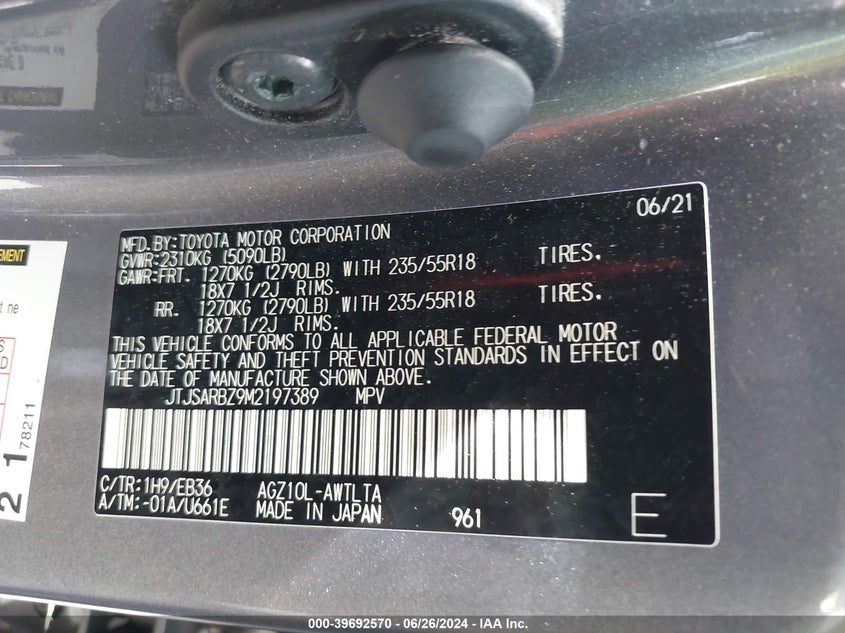 06/21
MFD.BY:TOYOTA MOTOR CORPORATION
GVWR:2310KG (5090LB)
GAWR:FRT. 1270KG (2790LB) WITH 235/55R18 TIRES.
18X7 1/2J RIMS.
RR. 1270KG (2790LB) WITH 235/55R18 TIRES.
18X7 1/2J RIMS.
THIS VEHICLE CONFORMS TO ALL APPLICABLE FEDERAL MOTOR
VEHICLE SAFETY AND THEFT PREVENTION STANDARDS IN EFFECT ON
THE DATE OF MANUFACTURE SHOWN ABOVE.
JTJSARBZ9M2197389 MPV
C/TR:1H9/EB36 AGZ10L-AWTLTA
A/TM:-01A/U661E MADE IN JAPAN 961 E
78211
2 1
000-39692570 - 06/26/2024 - IAA Inc.